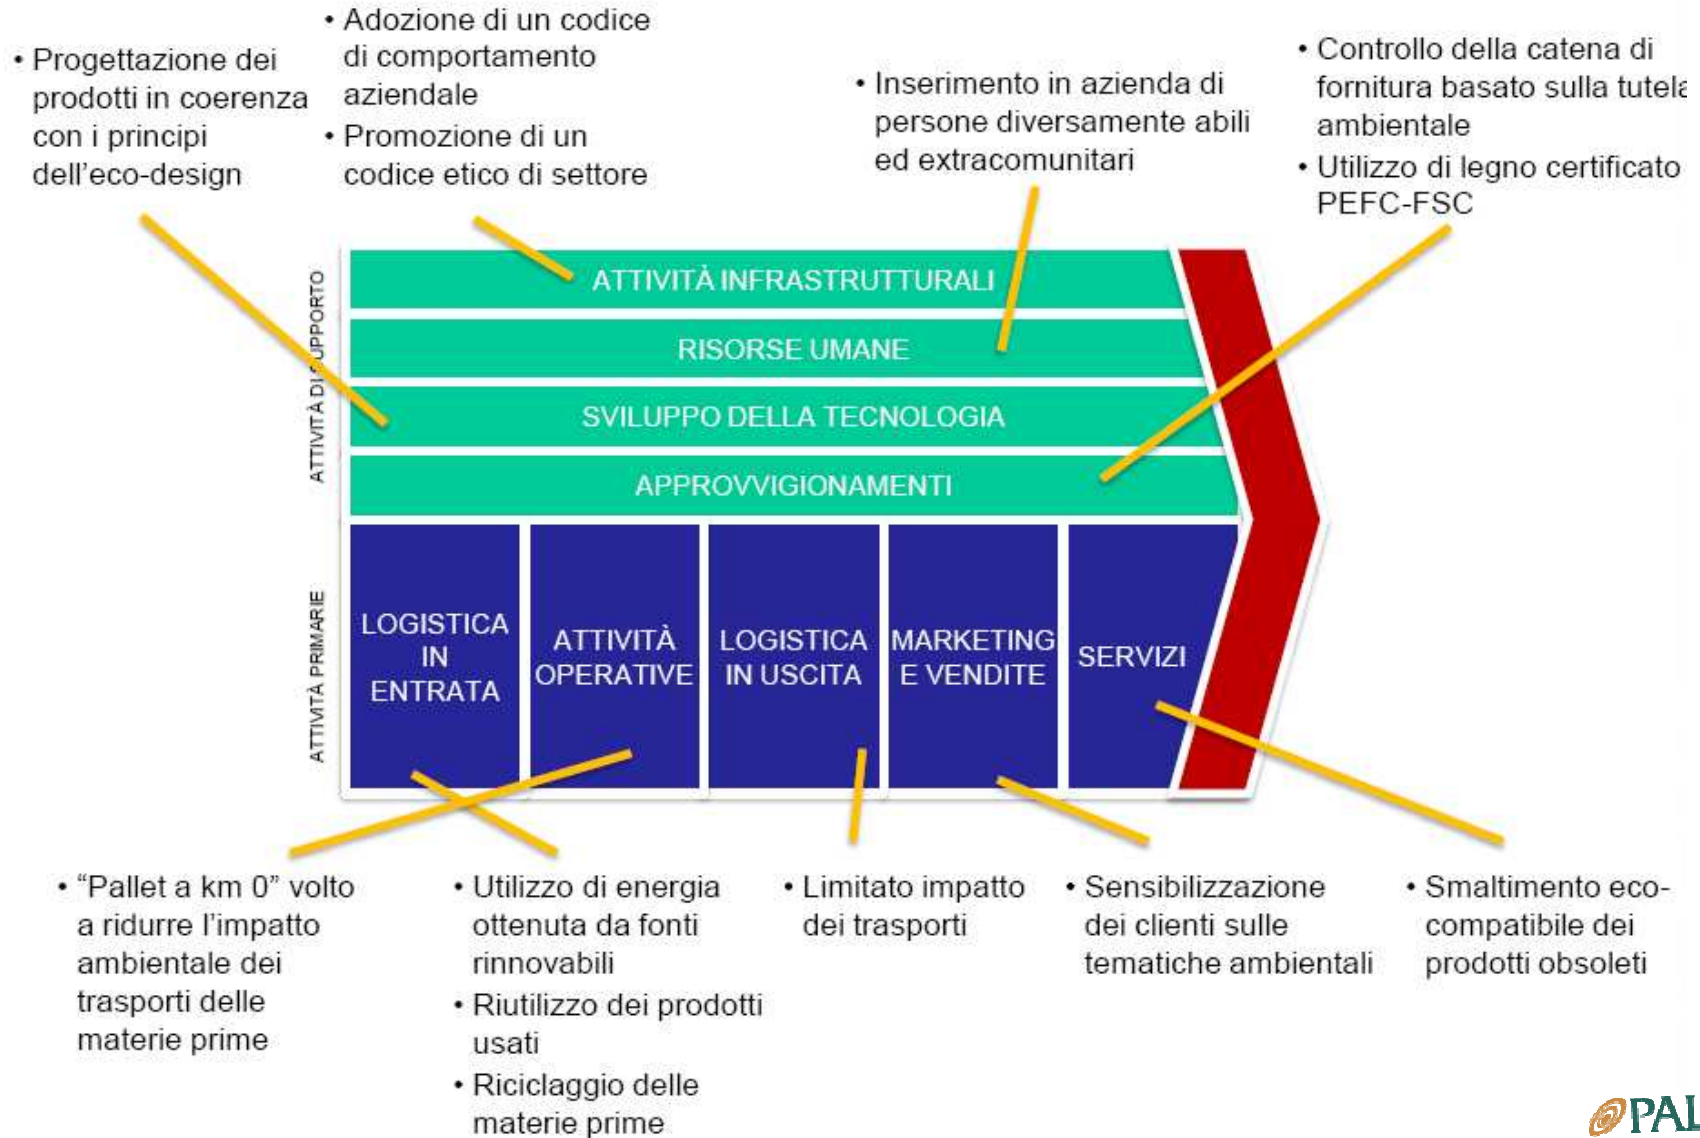 • Progettazione dei
prodotti in coerenza
con i principi
dell'eco-design
• Adozione di un codice
di comportamento
aziendale
• Promozione di un
codice etico di settore
• Inserimento in azienda di
persone diversamente abili
ed extracomunitari
• Controllo della catena di
fornitura basato sulla tutela
ambientale
• Utilizzo di legno certificato
PEFC-FSC
ATTIVITÀ DI SUPPORTO
ATTIVITÀ INFRASTRUTTURALI
RISORSE UMANE
SVILUPPO DELLA TECNOLOGIA
APPROVVIGIONAMENTI
ATTIVITÀ PRIMARIE
LOGISTICA
IN
ENTRATA
ATTIVITÀ
OPERATIVE
LOGISTICA
IN USCITA
MARKETING
E VENDITE
SERVIZI
• “Pallet a km 0” volto
a ridurre l'impatto
ambientale dei
trasporti delle
materie prime
• Utilizzo di energia
ottenuta da fonti
rinnovabili
• Riutilizzo dei prodotti
usati
• Riciclaggio delle
materie prime
• Limitato impatto
dei trasporti
• Sensibilizzazione
dei clienti sulle
tematiche ambientali
• Smaltimento eco-
compatibile dei
prodotti obsoleti
PAL